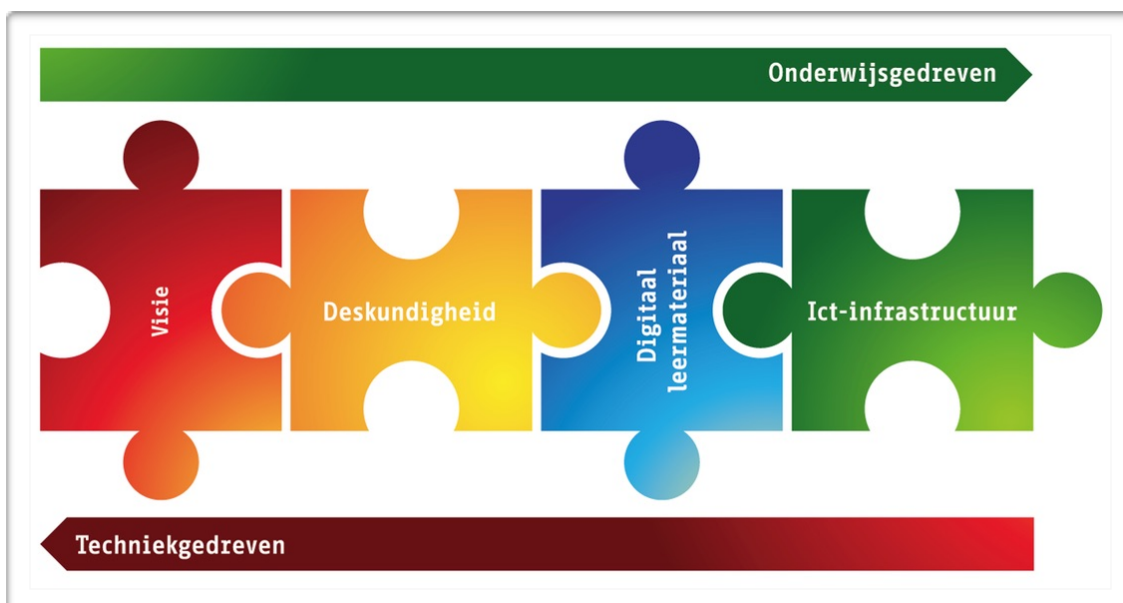 Onderwijsgedreven
Visie
Deskundigheid
Digitaal
leermateriaal
Ict-infrastructuur
Techniekgedreven